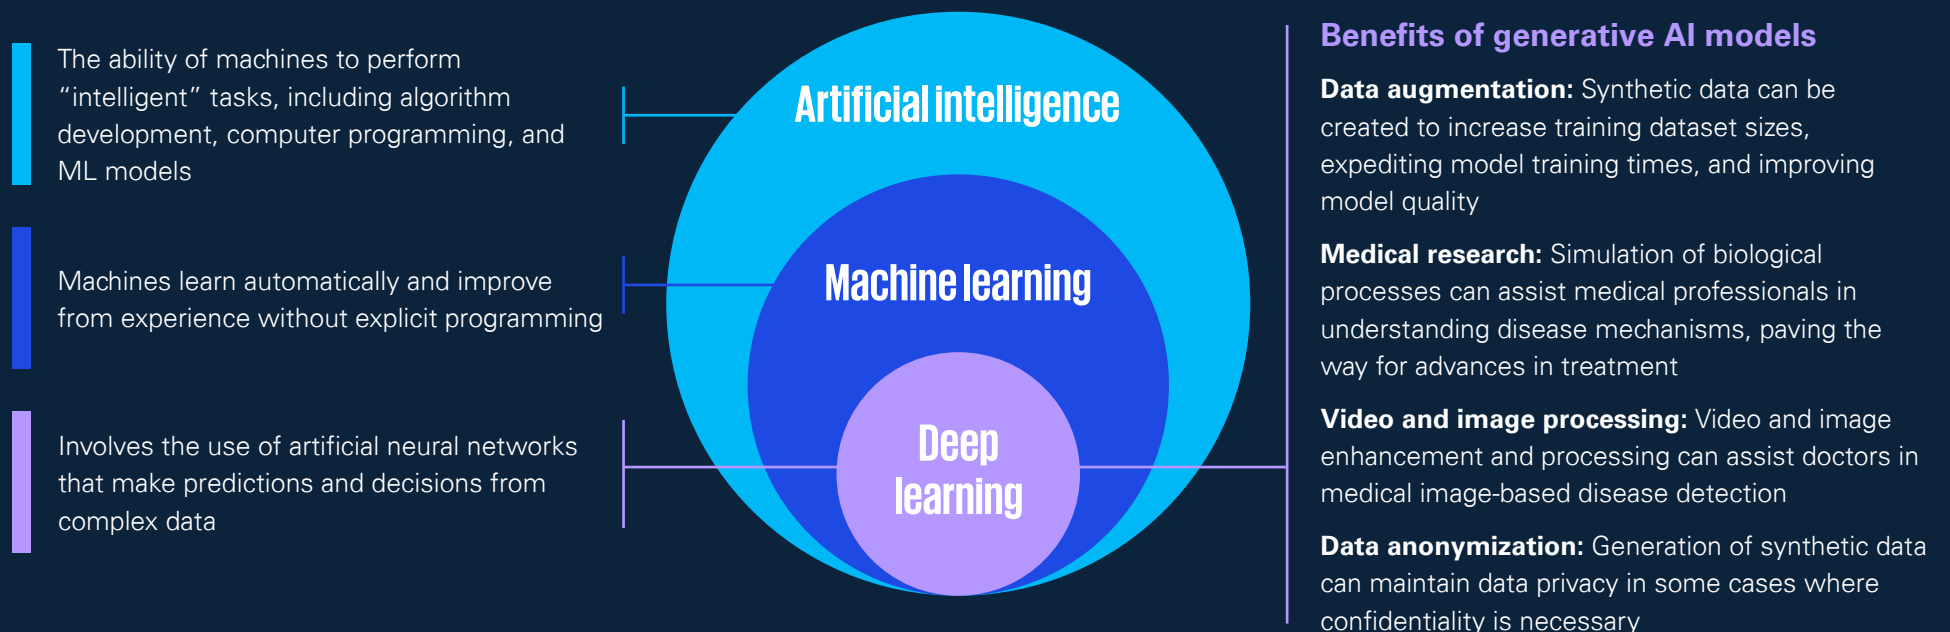 The ability of machines to perform
“intelligent” tasks, including algorithm
development, computer programming, and
ML models
Machines learn automatically and improve
from experience without explicit programming
Involves the use of artificial neural networks
that make predictions and decisions from
complex data
Artificial intelligence
Machine learning
Deep
learning
Benefits of generative AI models
Data augmentation: Synthetic data can be
created to increase training dataset sizes,
expediting model training times, and improving
model quality
Medical research: Simulation of biological
processes can assist medical professionals in
understanding disease mechanisms, paving the
way for advances in treatment
Video and image processing: Video and image
enhancement and processing can assist doctors in
medical image-based disease detection
Data anonymization: Generation of synthetic data
can maintain data privacy in some cases where
confidentiality is necessary